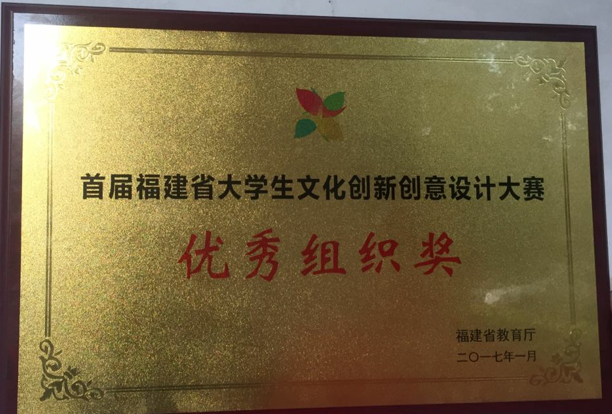 首届福建省大学生文化创新创意设计大赛
优秀组织奖
福建省教育厅
二〇一七年一月